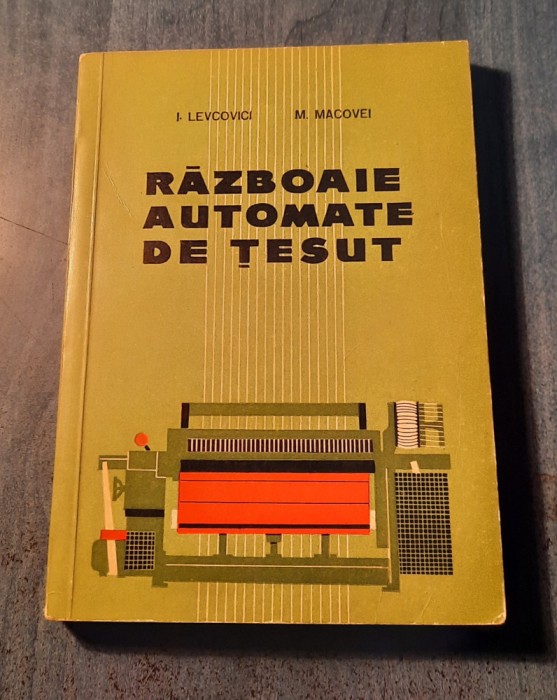 I. LEVCOVICI M. MACOVEI
RĂZBOAIE
AUTOMATE
DE ȚESUT